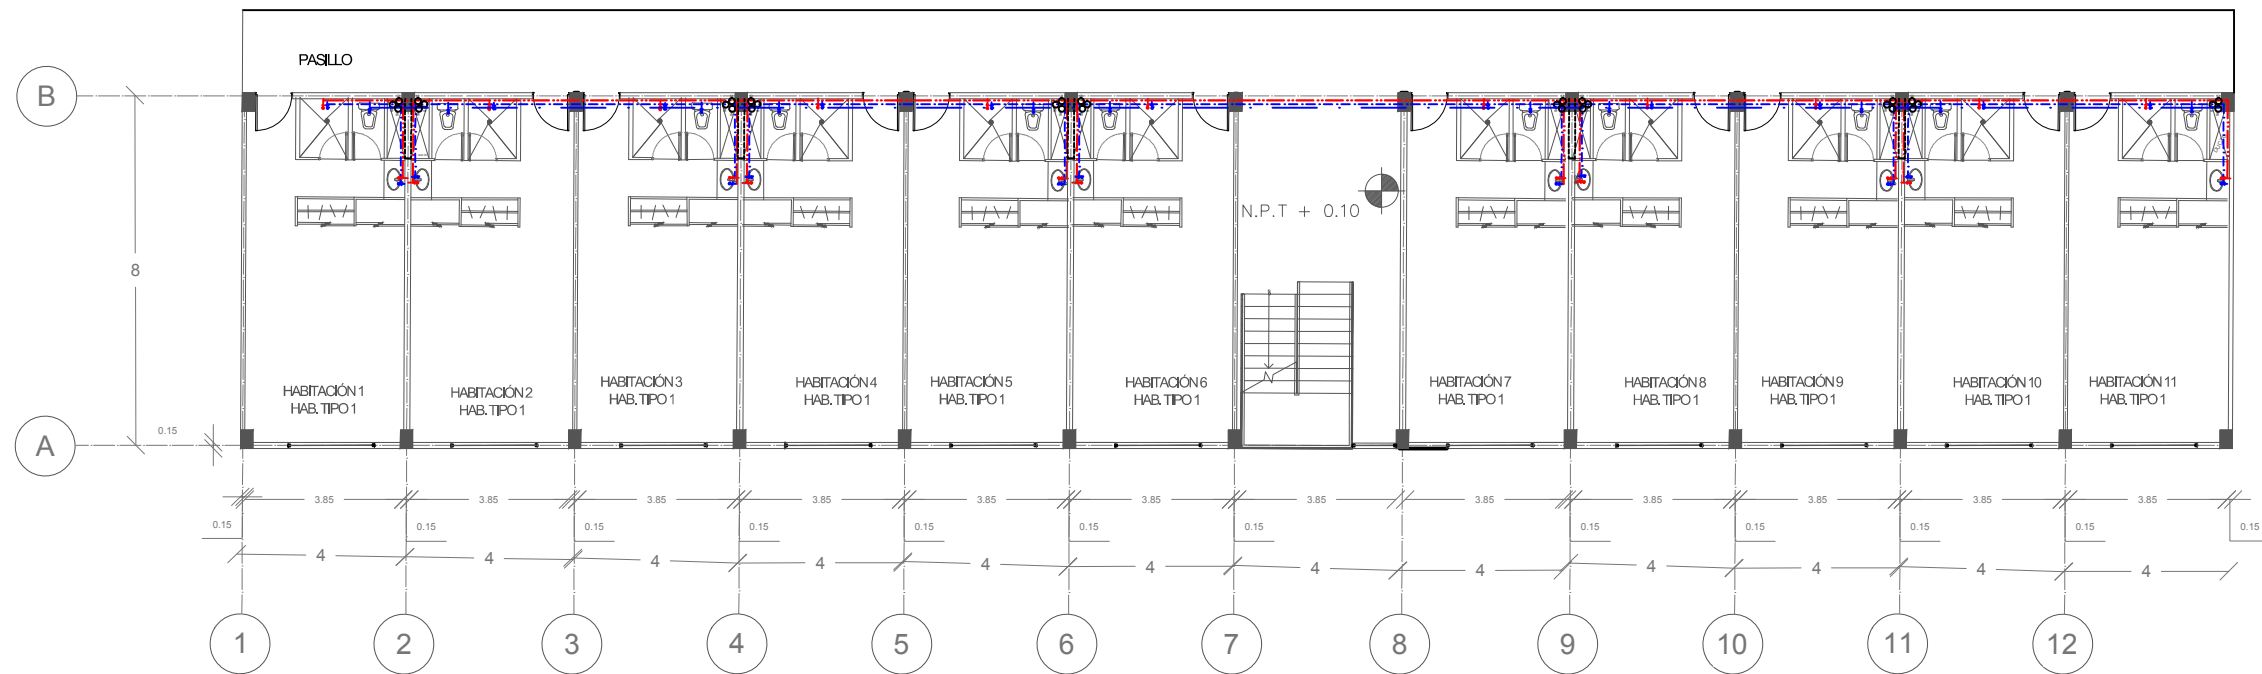 PASILLO
B
N.P.T + 0.10
8
N
HABITACIÓN 1
HAB. TIPO 1
HABITACIÓN 2
HAB. TIPO 1
HABITACIÓN 3
HAB. TIPO 1
HABITACIÓN 4
HAB. TIPO 1
HABITACIÓN 5
HAB. TIPO 1
HABITACIÓN 6
HAB. TIPO 1
HABITACIÓN 7
HAB. TIPO 1
HABITACIÓN 8
HAB. TIPO 1
HABITACIÓN 9
HAB. TIPO 1
HABITACIÓN 10
HAB. TIPO 1
HABITACIÓN 11
HAB. TIPO 1
0.15
A
3.85 3.85 3.85 3.85 3.85 3.85 3.85 3.85 3.85 3.85 3.85 3.85
0.15 0.15 0.15 0.15 0.15 0.15 0.15 0.15 0.15 0.15 0.15
4 4 4 4 4 4 4 4 4 4 4 4
1 2 3 4 5 6 7 8 9 10 11 12